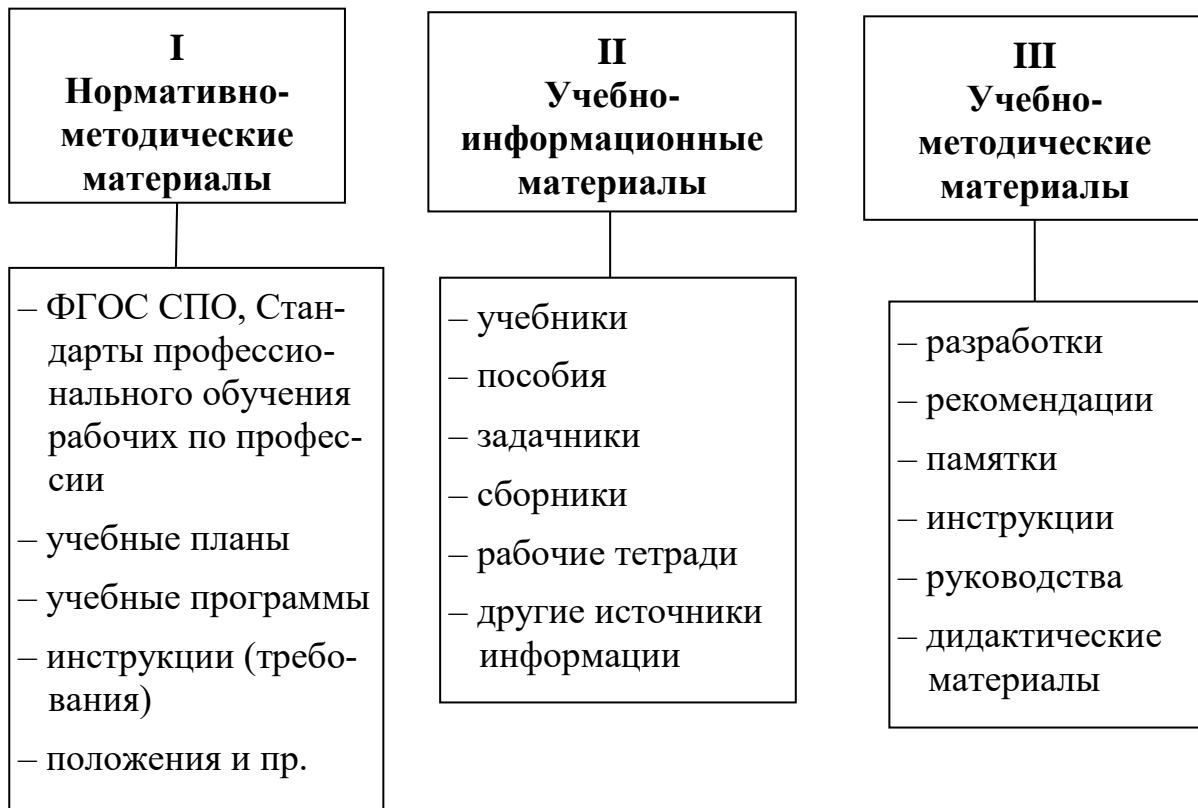 I
Нормативно-
методические
материалы
– ФГОС СПО, Стан-
дарты профессио-
нального обучения
рабочих по профес-
сии
– учебные планы
– учебные программы
– инструкции (требо-
вания)
– положения и пр.
II
Учебно-
информационные
материалы
– учебники
– пособия
– задачники
– сборники
– рабочие тетради
– другие источники
информации
III
Учебно-
методические
материалы
– разработки
– рекомендации
– памятки
– инструкции
– руководства
– дидактические
материалы